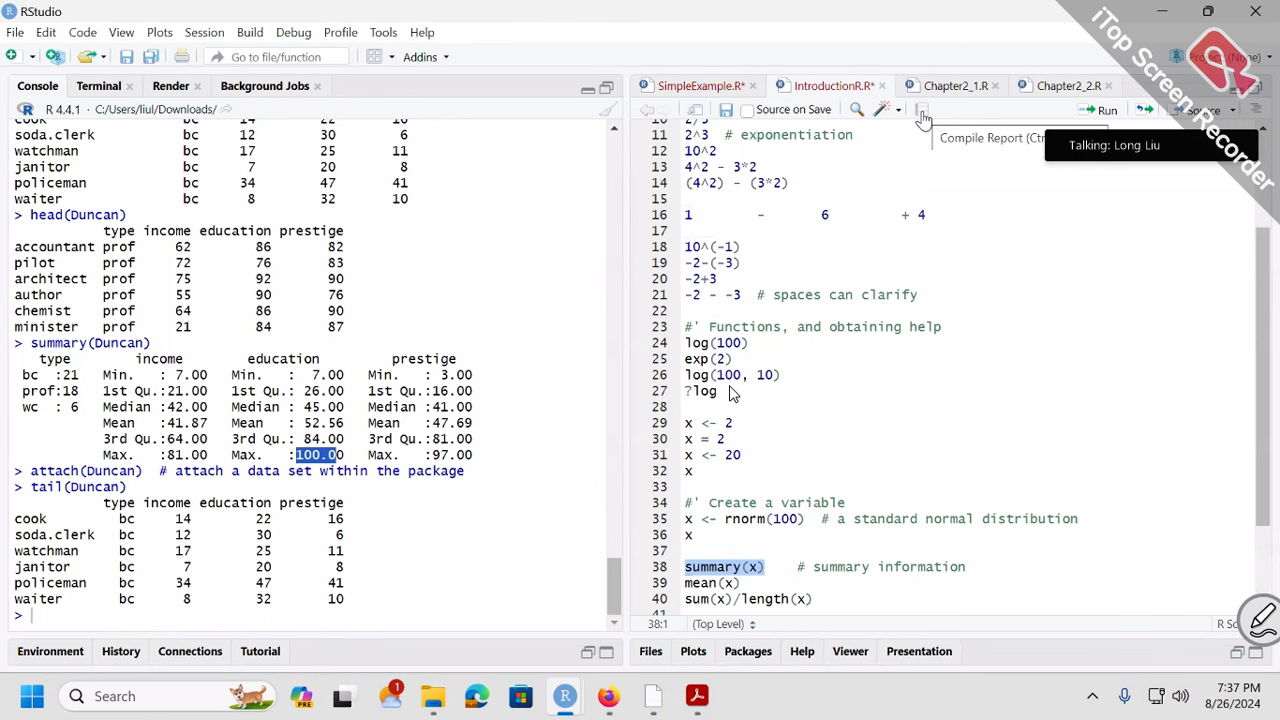 RStudio
File Edit Code View Plots Session Build Debug Profile Tools Help
Go to file/function
Addins
Project: (None)
Console Terminal Render Background Jobs
R 4.4.1 · C:/Users/liul/Downloads/
cook bc 14 22 16
soda.clerk bc 12 30 6
watchman bc 17 25 11
janitor bc 7 20 8
policeman bc 34 47 41
waiter bc 8 32 10
> head(Duncan)
type income education prestige
accountant prof 62 86 82
pilot prof 72 76 83
architect prof 75 92 90
author prof 55 90 76
chemist prof 64 86 90
minister prof 21 84 87
> summary(Duncan)
type income education prestige
bc :21 Min. : 7.00 Min. : 7.00 Min. : 3.00
prof:18 1st Qu.:21.00 1st Qu.: 26.00 1st Qu.:16.00
wc : 6 Median :42.00 Median : 45.00 Median :41.00
Mean :41.87 Mean : 52.56 Mean :47.69
3rd Qu.:64.00 3rd Qu.: 84.00 3rd Qu.:81.00
Max. :81.00 Max. :100.00 Max. :97.00
> attach(Duncan) # attach a data set within the package
> tail(Duncan)
type income education prestige
cook bc 14 22 16
soda.clerk bc 12 30 6
watchman bc 17 25 11
janitor bc 7 20 8
policeman bc 34 47 41
waiter bc 8 32 10
>
Environment History Connections Tutorial
SimpleExample.R* IntroductionR.R* Chapter2_1.R Chapter2_2.R
Source on Save Run Source
Compile Report (Ctr
Talking: Long Liu
iTop Screen Recorder
10 2/3
11 2^3 # exponentiation
12 10^2
13 4^2 - 3*2
14 (4^2) - (3*2)
15
16 1 - 6 + 4
17
18 10^(-1)
19 -2-(-3)
20 -2+3
21 -2 - -3 # spaces can clarify
22
23 #' Functions, and obtaining help
24 log(100)
25 exp(2)
26 log(100, 10)
27 ?log
28
29 x <- 2
30 x = 2
31 x <- 20
32 x
33
34 #' Create a variable
35 x <- rnorm(100) # a standard normal distribution
36 x
37
38 summary(x) # summary information
39 mean(x)
40 sum(x)/length(x)
41
38:1 (Top Level) R Sc
Files Plots Packages Help Viewer Presentation
Search
PRE
1
7:37 PM
8/26/2024